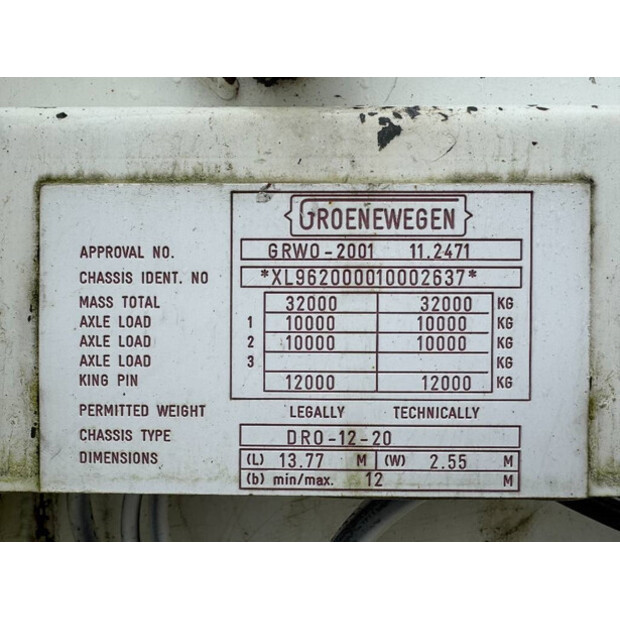 GROENEWEGEN
APPROVAL NO. GRWO-2001 11.2471
CHASSIS IDENT. NO *XL962000010002637*
MASS TOTAL 32000 32000 KG
AXLE LOAD 1 10000 10000 KG
AXLE LOAD 2 10000 10000 KG
AXLE LOAD 3 KG
KING PIN 12000 12000 KG
PERMITTED WEIGHT LEGALLY TECHNICALLY
CHASSIS TYPE DRO-12-20
DIMENSIONS (L) 13.77 M (W) 2.55 M
(b) min/max. 12 M